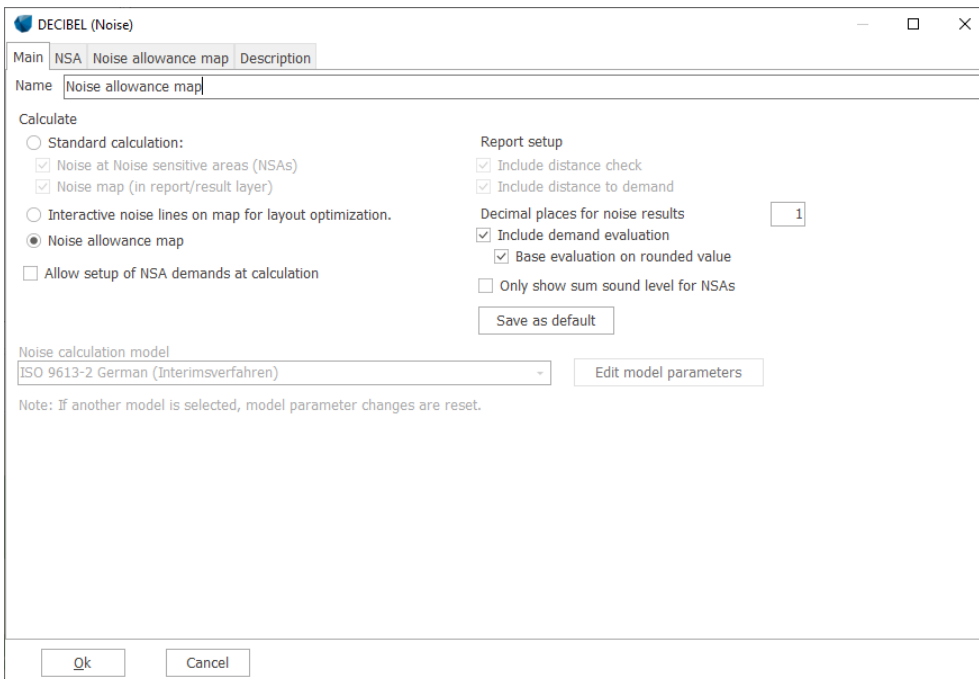 DECIBEL (Noise)
Main NSA Noise allowance map Description
Name Noise allowance map
Calculate
Standard calculation:
Noise at Noise sensitive areas (NSAs)
Noise map (in report/result layer)
Interactive noise lines on map for layout optimization.
Noise allowance map
Allow setup of NSA demands at calculation
Report setup
Include distance check
Include distance to demand
Decimal places for noise results 1
Include demand evaluation
Base evaluation on rounded value
Only show sum sound level for NSAs
Save as default
Noise calculation model
ISO 9613-2 German (Interimsverfahren) Edit model parameters
Note: If another model is selected, model parameter changes are reset.
Ok Cancel